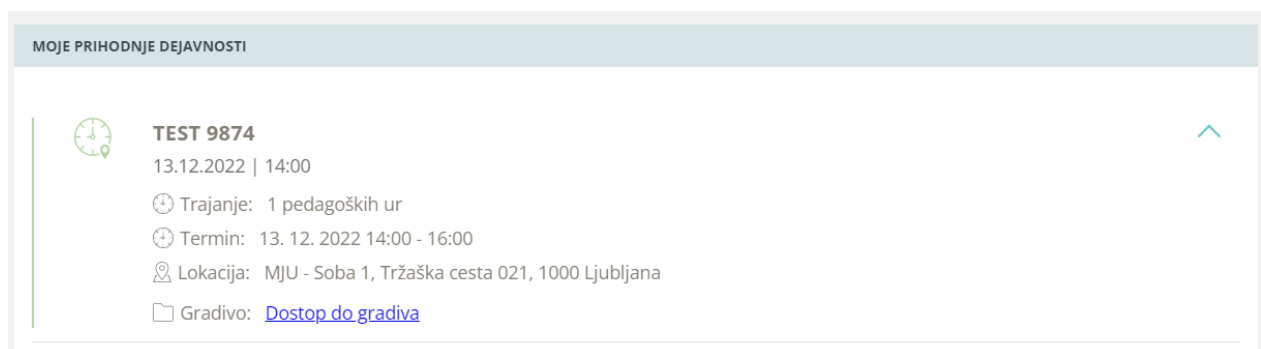 MOJE PRIHODNJE DEJAVNOSTI
TEST 9874
13.12.2022 | 14:00
Trajanje: 1 pedagoških ur
Termin: 13. 12. 2022 14:00 - 16:00
Lokacija: MJU - Soba 1, Tržaška cesta 021, 1000 Ljubljana
Gradivo: Dostop do gradiva